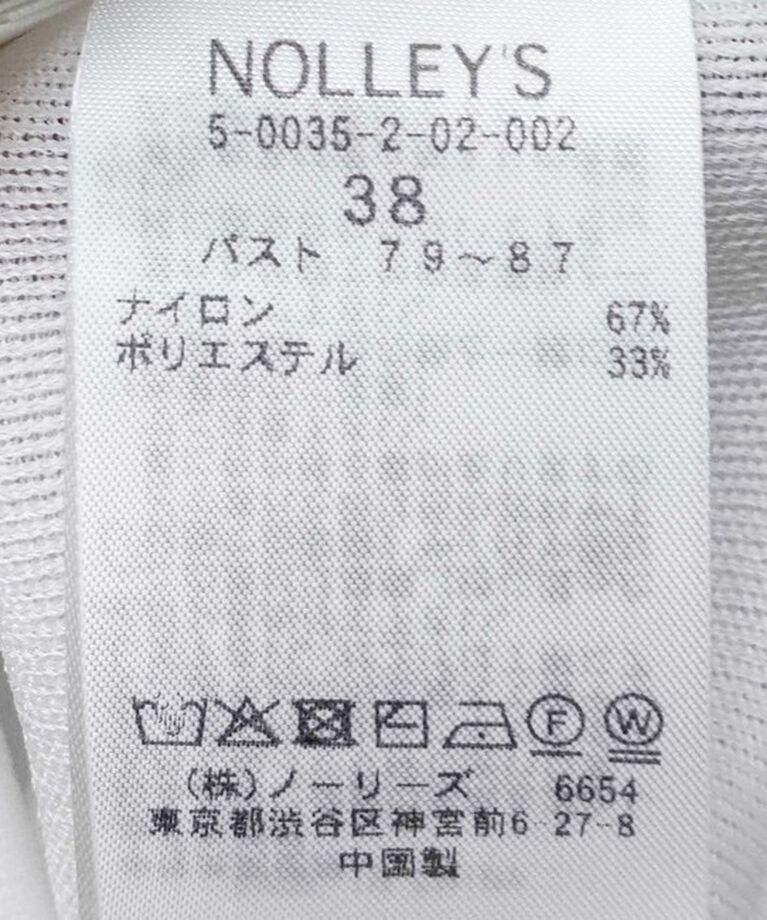 NOLLEY'S
5-0035-2-02-002
38
バスト 79～87
ナイロン 67%
ポリエステル 33%
F W
(株)ノーリーズ 6654
東京都渋谷区神宮前6-27-8
中国製